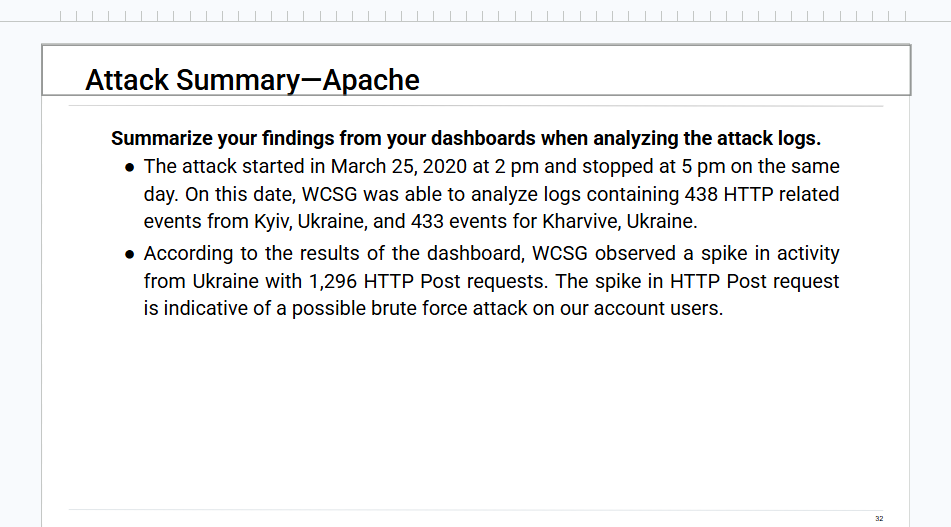 Attack Summary—Apache
Summarize your findings from your dashboards when analyzing the attack logs.
● The attack started in March 25, 2020 at 2 pm and stopped at 5 pm on the same
day. On this date, WCSG was able to analyze logs containing 438 HTTP related
events from Kyiv, Ukraine, and 433 events for Kharvive, Ukraine.
● According to the results of the dashboard, WCSG observed a spike in activity
from Ukraine with 1,296 HTTP Post requests. The spike in HTTP Post request
is indicative of a possible brute force attack on our account users.
32